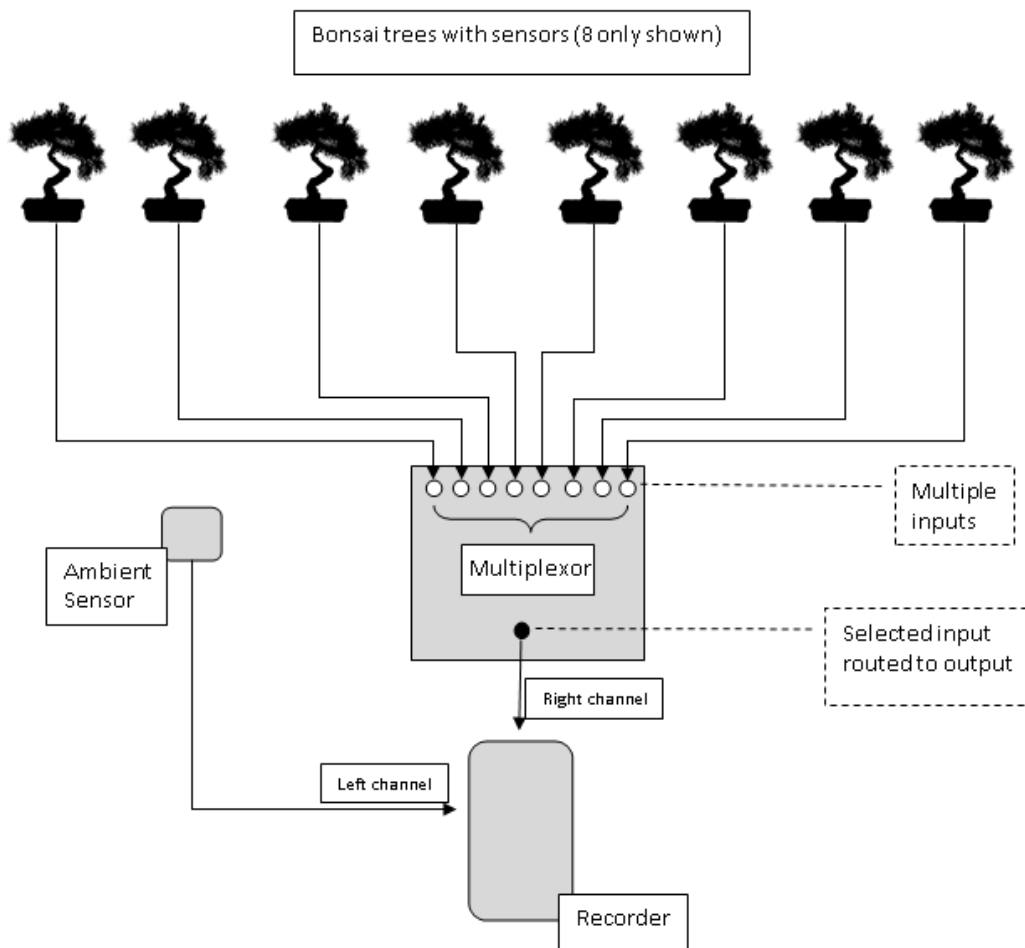 Bonsai trees with sensors (8 only shown)
Multiple
inputs
Multiplexor
Ambient
Sensor
Selected input
routed to output
Right channel
Left channel
Recorder